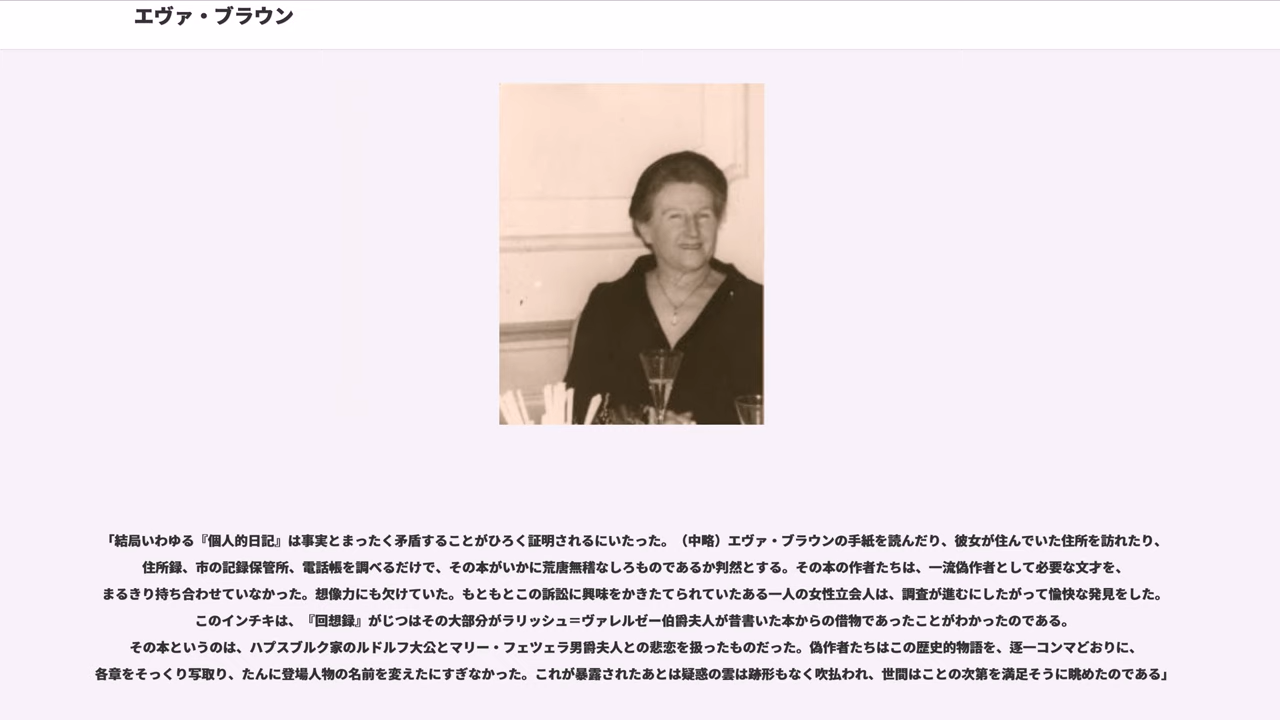 エヴァ・ブラウン
「結局いわゆる『個人的日記』は事実とまったく矛盾することがひろく証明されるにいたった。（中略）エヴァ・ブラウンの手紙を読んだり、彼女が住んでいた住所を訪れたり、
住所録、市の記録保管所、電話帳を調べるだけで、その本がいかに荒唐無稽なしろものであるか判然とする。その本の作者たちは、一流偽作者として必要な文才を、
まるきり持ち合わせていなかった。想像力にも欠けていた。もともとこの訴訟に興味をかきたてられていたある一人の女性立会人は、調査が進むにしたがって愉快な発見をした。
このインチキは、『回想録』がじつはその大部分がラリッシュ＝ヴァレルゼー伯爵夫人が昔書いた本からの借物であったことがわかったのである。
その本というのは、ハプスブルク家のルドルフ大公とマリー・フェツェラ男爵夫人との悲恋を扱ったものだった。偽作者たちはこの歴史的物語を、逐一コンマどおりに、
各章をそっくり写取り、たんに登場人物の名前を変えたにすぎなかった。これが暴露されたあとは疑惑の雲は跡形もなく吹払われ、世間はことの次第を満足そうに眺めたのである」